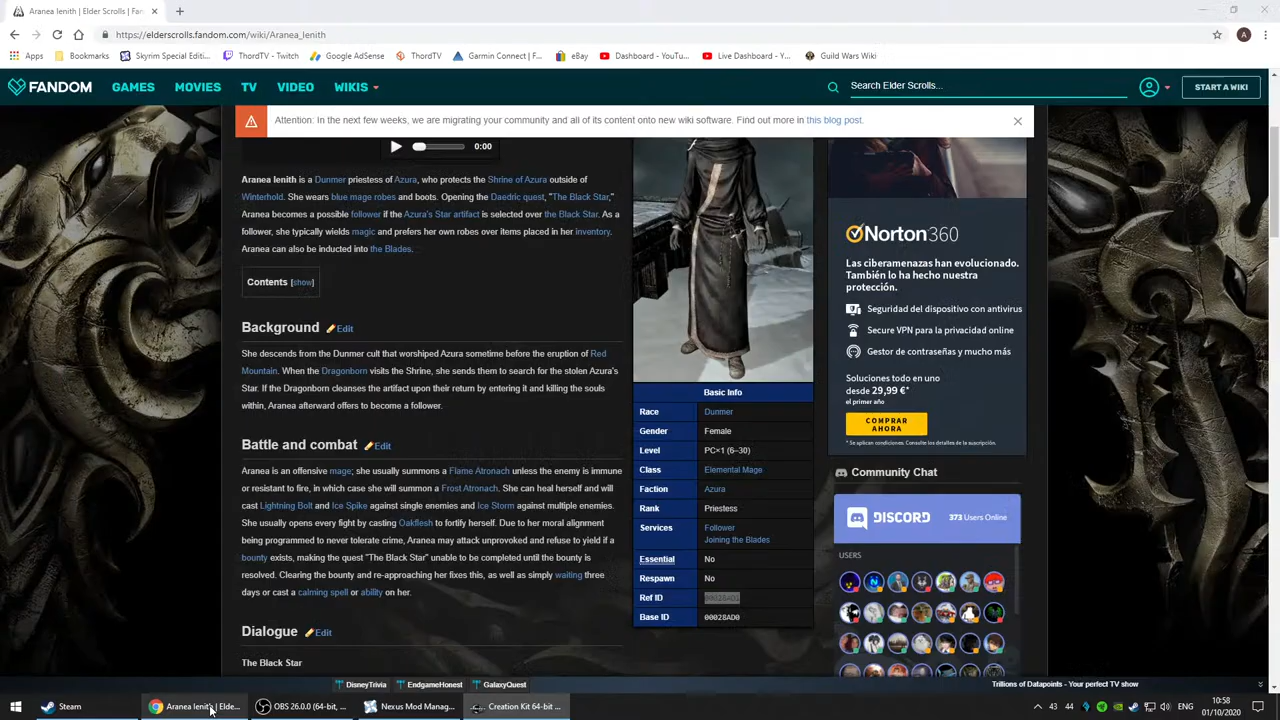 Aranea Ienith | Elder Scrolls | Fan
https://elderscrolls.fandom.com/wiki/Aranea_Ienith
Apps Bookmarks Skyrim Special Editi... ThordTV - Twitch Google AdSense ThordTV Garmin Connect | F... eBay Dashboard - YouTu... Live Dashboard - Y... Guild Wars Wiki
FANDOM GAMES MOVIES TV VIDEO WIKIS Search Elder Scrolls... START A WIKI
Attention: In the next few weeks, we are migrating your community and all of its content onto new wiki software. Find out more in this blog post.
0:00
Aranea Ienith is a Dunmer priestess of Azura, who protects the Shrine of Azura outside of
Winterhold. She wears blue mage robes and boots. Opening the Daedric quest, "The Black Star,"
Aranea becomes a possible follower if the Azura's Star artifact is selected over the Black Star. As a
follower, she typically wields magic and prefers her own robes over items placed in her inventory.
Aranea can also be inducted into the Blades.
Contents [show]
Background Edit
She descends from the Dunmer cult that worshiped Azura sometime before the eruption of Red
Mountain. When the Dragonborn visits the Shrine, she sends them to search for the stolen Azura's
Star. If the Dragonborn cleanses the artifact upon their return by entering it and killing the souls
within, Aranea afterward offers to become a follower.
Battle and combat Edit
Aranea is an offensive mage; she usually summons a Flame Atronach unless the enemy is immune
or resistant to fire, in which case she will summon a Frost Atronach. She can heal herself and will
cast Lightning Bolt and Ice Spike against single enemies and Ice Storm against multiple enemies.
She usually opens every fight by casting Oakflesh to fortify herself. Due to her moral alignment
being programmed to never tolerate crime, Aranea may attack unprovoked and refuse to yield if a
bounty exists, making the quest "The Black Star" unable to be completed until the bounty is
resolved. Clearing the bounty and re-approaching her fixes this, as well as simply waiting three
days or cast a calming spell or ability on her.
Dialogue Edit
The Black Star
Basic Info
Race Dunmer
Gender Female
Level PC×1 (6–30)
Class Elemental Mage
Faction Azura
Rank Priestess
Services Follower
Joining the Blades
Essential No
Respawn No
Ref ID 00028AD1
Base ID 00028AD0
Norton360
Las ciberamenazas han evolucionado.
También lo ha hecho nuestra
protección.
Seguridad del dispositivo con antivirus
Secure VPN para la privacidad online
Gestor de contraseñas y mucho más
Soluciones todo en uno
desde 29,99 €*
el primer año
COMPRAR
AHORA
* Se aplican condiciones. Consulte los detalles de la suscripción.
Community Chat
DISCORD 373 Users Online
USERS
DisneyTrivia EndgameHonest GalaxyQuest Trillions of Datapoints - Your perfect TV show
Steam Aranea Ienith | Elde... OBS 26.0.0 (64-bit, ... Nexus Mod Manag... Creation Kit 64-bit ... 43 44 10:58
01/10/2020